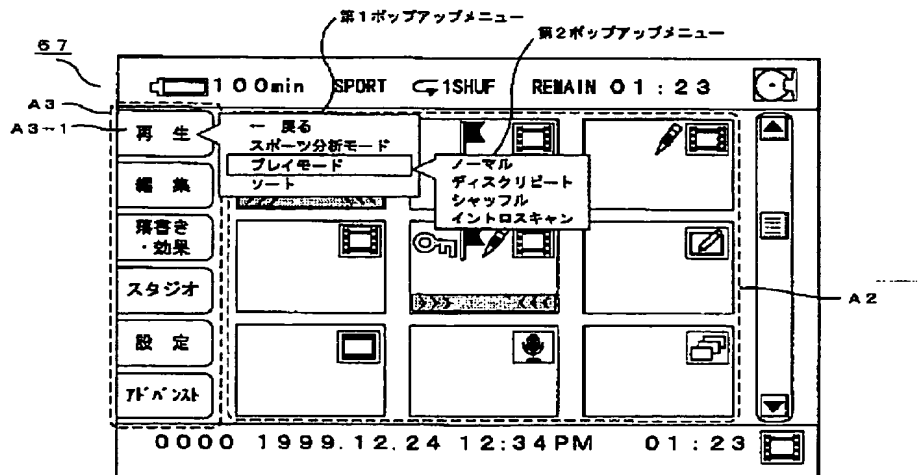 第1ポップアップメニュー
第2ポップアップメニュー
67
100min SPORT 1SHUF REMAIN 01:23
A3
A3-1
再生
← 戻る
スポーツ分析モード
プレイモード
ソート
ノーマル
ディスクリピート
シャッフル
イントロスキャン
編集
落書き
・効果
スタジオ
設定
アドバンスト
A2
0000 1999.12.24 12:34PM 01:23